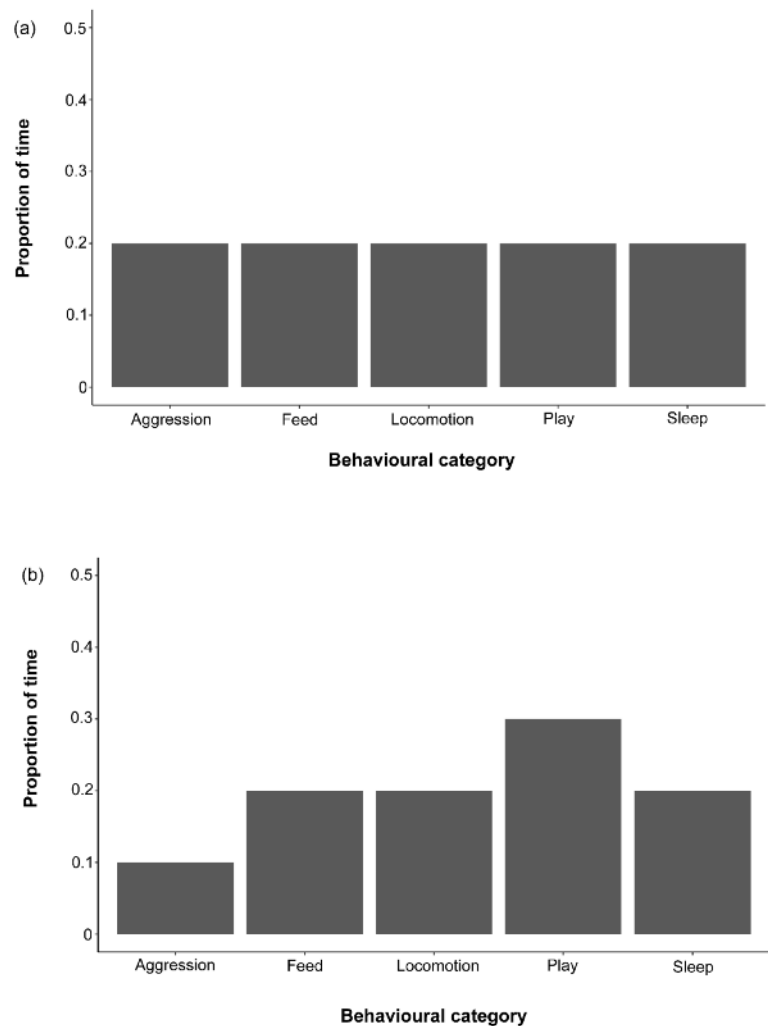 (a)
Proportion of time
0.5
0.4
0.3
0.2
0.1
0
Aggression Feed Locomotion Play Sleep
Behavioural category
(b)
Proportion of time
0.5
0.4
0.3
0.2
0.1
0
Aggression Feed Locomotion Play Sleep
Behavioural category